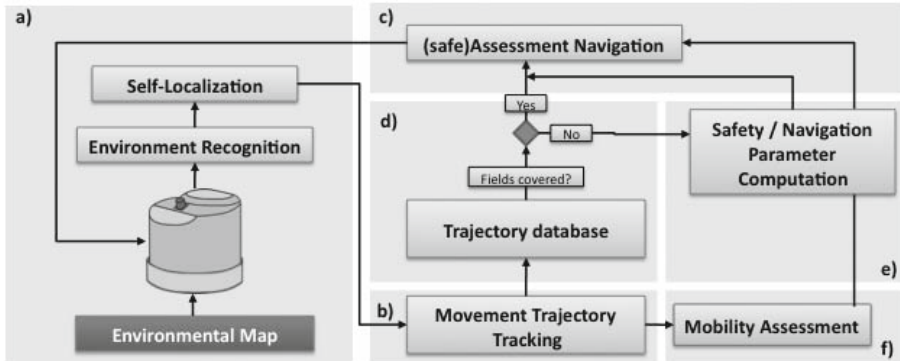 a)
Self-Localization
Environment Recognition
Environmental Map
c)
(safe)Assessment Navigation
d)
Yes
No
Fields covered?
Trajectory database
Safety / Navigation
Parameter
Computation
e)
b)
Movement Trajectory
Tracking
Mobility Assessment
f)